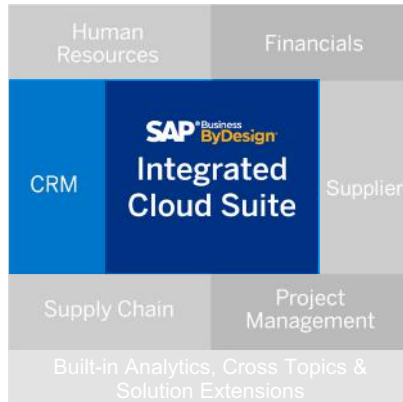 Human
Resources
Financials
CRM
SAP® Business
ByDesign
Integrated
Cloud Suite
Supplier
Supply Chain
Project
Management
Built-in Analytics, Cross Topics &
Solution Extensions